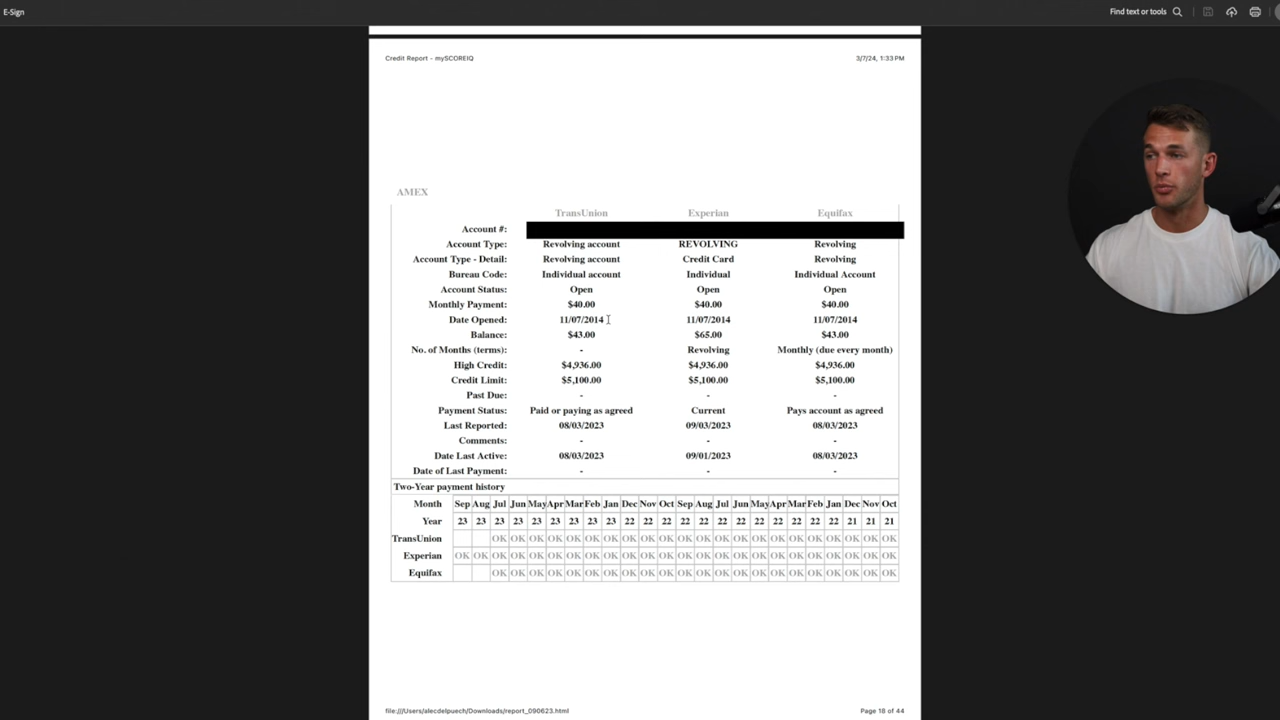 E-Sign
Find text or tools
Credit Report - mySCOREIQ 3/7/24, 1:33 PM
AMEX
TransUnion Experian Equifax
Account #:
Account Type: Revolving account REVOLVING Revolving
Account Type - Detail: Revolving account Credit Card Revolving
Bureau Code: Individual account Individual Individual Account
Account Status: Open Open Open
Monthly Payment: $40.00 $40.00 $40.00
Date Opened: 11/07/2014 11/07/2014 11/07/2014
Balance: $43.00 $65.00 $43.00
No. of Months (terms): - Revolving Monthly (due every month)
High Credit: $4,936.00 $4,936.00 $4,936.00
Credit Limit: $5,100.00 $5,100.00 $5,100.00
Past Due: - - -
Payment Status: Paid or paying as agreed Current Pays account as agreed
Last Reported: 08/03/2023 09/03/2023 08/03/2023
Comments: - - -
Date Last Active: 08/03/2023 09/01/2023 08/03/2023
Date of Last Payment: - - -
Two-Year payment history
Month Sep Aug Jul Jun May Apr Mar Feb Jan Dec Nov Oct Sep Aug Jul Jun May Apr Mar Feb Jan Dec Nov Oct
Year 23 23 23 23 23 23 23 23 23 22 22 22 22 22 22 22 22 22 22 22 22 21 21 21
TransUnion OK OK OK OK OK OK OK OK OK OK OK OK OK OK OK OK OK OK OK OK OK OK
Experian OK OK OK OK OK OK OK OK OK OK OK OK OK OK OK OK OK OK OK OK OK OK OK OK
Equifax OK OK OK OK OK OK OK OK OK OK OK OK OK OK OK OK OK OK OK OK OK OK
file:///Users/alecdelpuech/Downloads/report_090623.html Page 18 of 44